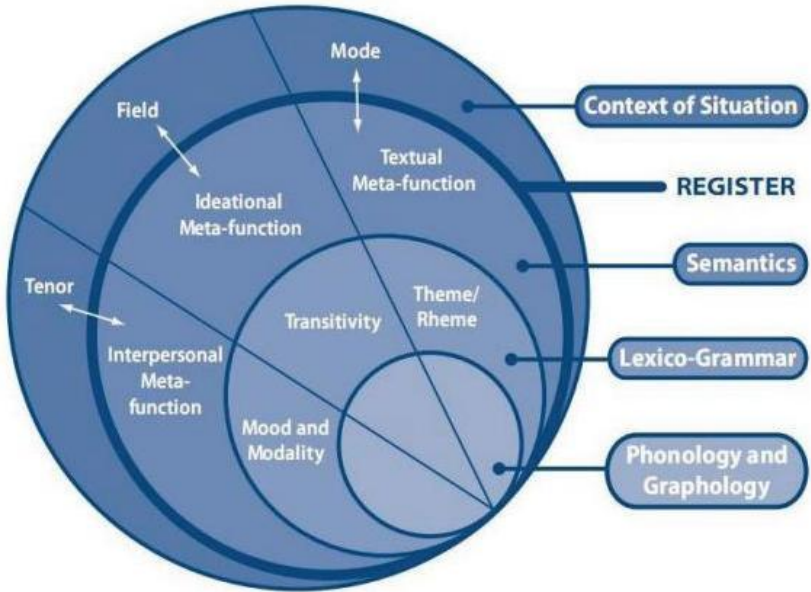 Mode
Context of Situation
Field
Textual
Meta-function
REGISTER
Ideational
Meta-function
Semantics
Tenor
Theme/
Rheme
Transitivity
Interpersonal
Meta-
function
Lexico-Grammar
Mood and
Modality
Phonology and
Graphology